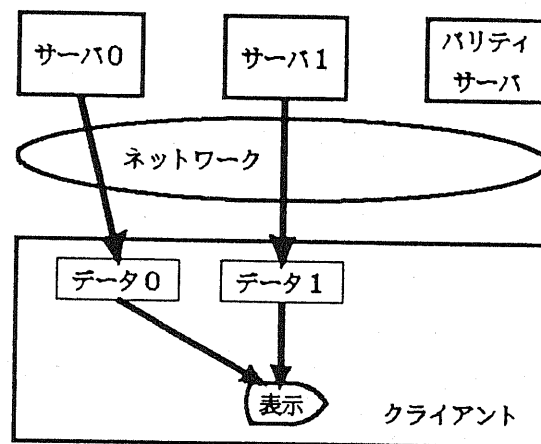 サーバ0
サーバ1
パリティ
サーバ
ネットワーク
データ0
データ1
表示
クライアント